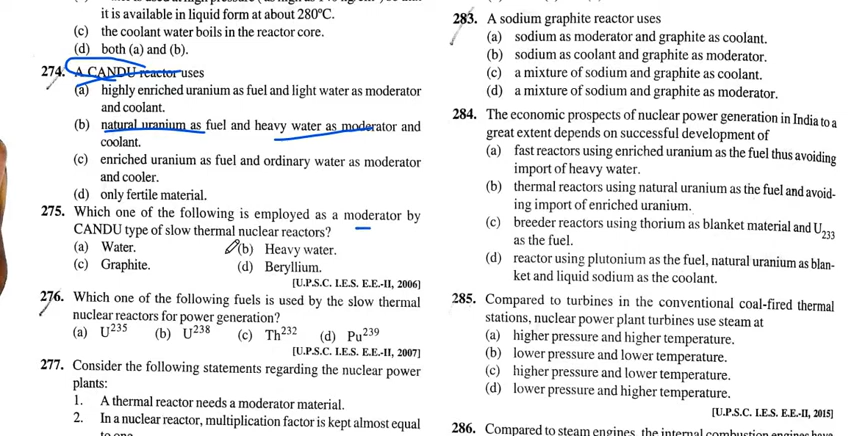 it is available in liquid form at about 280°C.
(c) the coolant water boils in the reactor core.
(d) both (a) and (b).
274. A CANDU reactor uses
(a) highly enriched uranium as fuel and light water as moderator
and coolant.
(b) natural uranium as fuel and heavy water as moderator and
coolant.
(c) enriched uranium as fuel and ordinary water as moderator
and cooler.
(d) only fertile material.
275. Which one of the following is employed as a moderator by
CANDU type of slow thermal nuclear reactors?
(a) Water. (b) Heavy water.
(c) Graphite. (d) Beryllium.
[U.P.S.C. I.E.S. E.E.-II, 2006]
276. Which one of the following fuels is used by the slow thermal
nuclear reactors for power generation?
(a) U²³⁵ (b) U²³⁸ (c) Th²³² (d) Pu²³⁹
[U.P.S.C. I.E.S. E.E.-II, 2007]
277. Consider the following statements regarding the nuclear power
plants:
1. A thermal reactor needs a moderator material.
2. In a nuclear reactor, multiplication factor is kept almost equal
to one
283. A sodium graphite reactor uses
(a) sodium as moderator and graphite as coolant.
(b) sodium as coolant and graphite as moderator.
(c) a mixture of sodium and graphite as coolant.
(d) a mixture of sodium and graphite as moderator.
284. The economic prospects of nuclear power generation in India to a
great extent depends on successful development of
(a) fast reactors using enriched uranium as the fuel thus avoiding
import of heavy water.
(b) thermal reactors using natural uranium as the fuel and avoid-
ing import of enriched uranium.
(c) breeder reactors using thorium as blanket material and U₂₃₃
as the fuel.
(d) reactor using plutonium as the fuel, natural uranium as blan-
ket and liquid sodium as the coolant.
285. Compared to turbines in the conventional coal-fired thermal
stations, nuclear power plant turbines use steam at
(a) higher pressure and higher temperature.
(b) lower pressure and lower temperature.
(c) higher pressure and lower temperature.
(d) lower pressure and higher temperature.
[U.P.S.C. I.E.S. E.E.-II, 2015]
286. Compared to steam engines, the internal combustion engines have